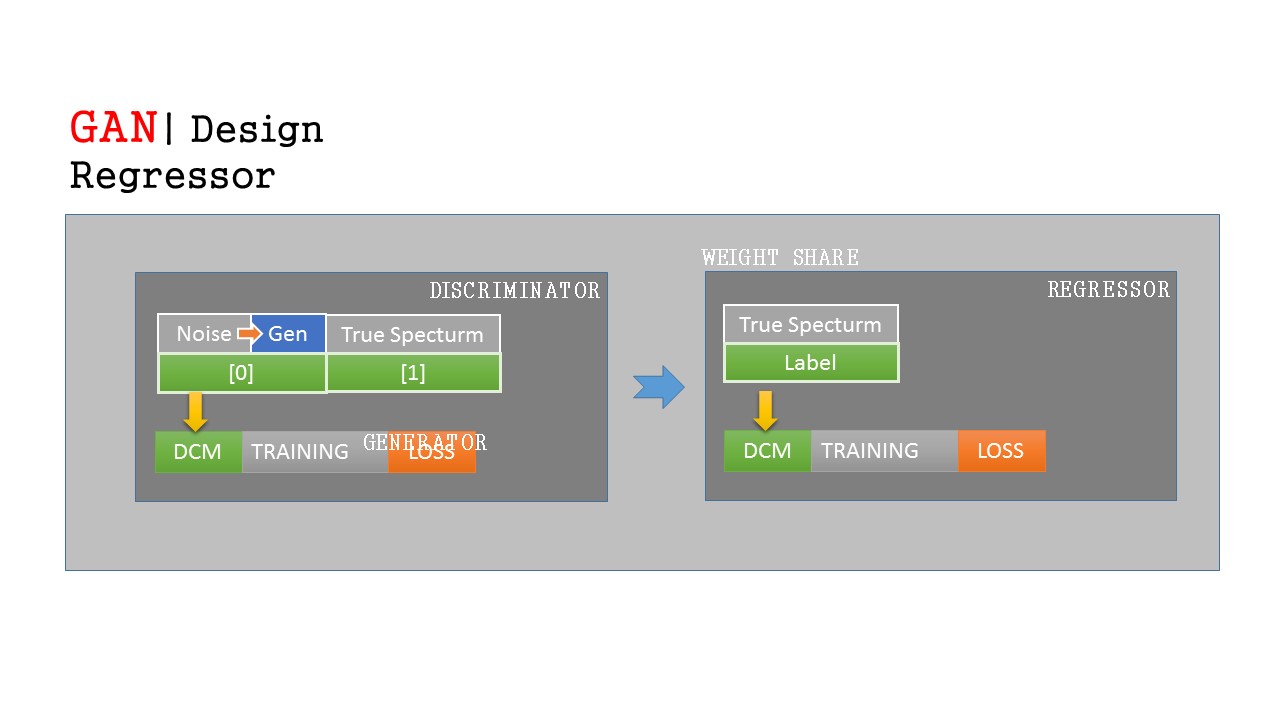 GAN| Design
Regressor
WEIGHT SHARE
DISCRIMINATOR
Noise Gen True Specturm
[0] [1]
GENERATOR
DCM TRAINING LOSS
REGRESSOR
True Specturm
Label
DCM TRAINING LOSS